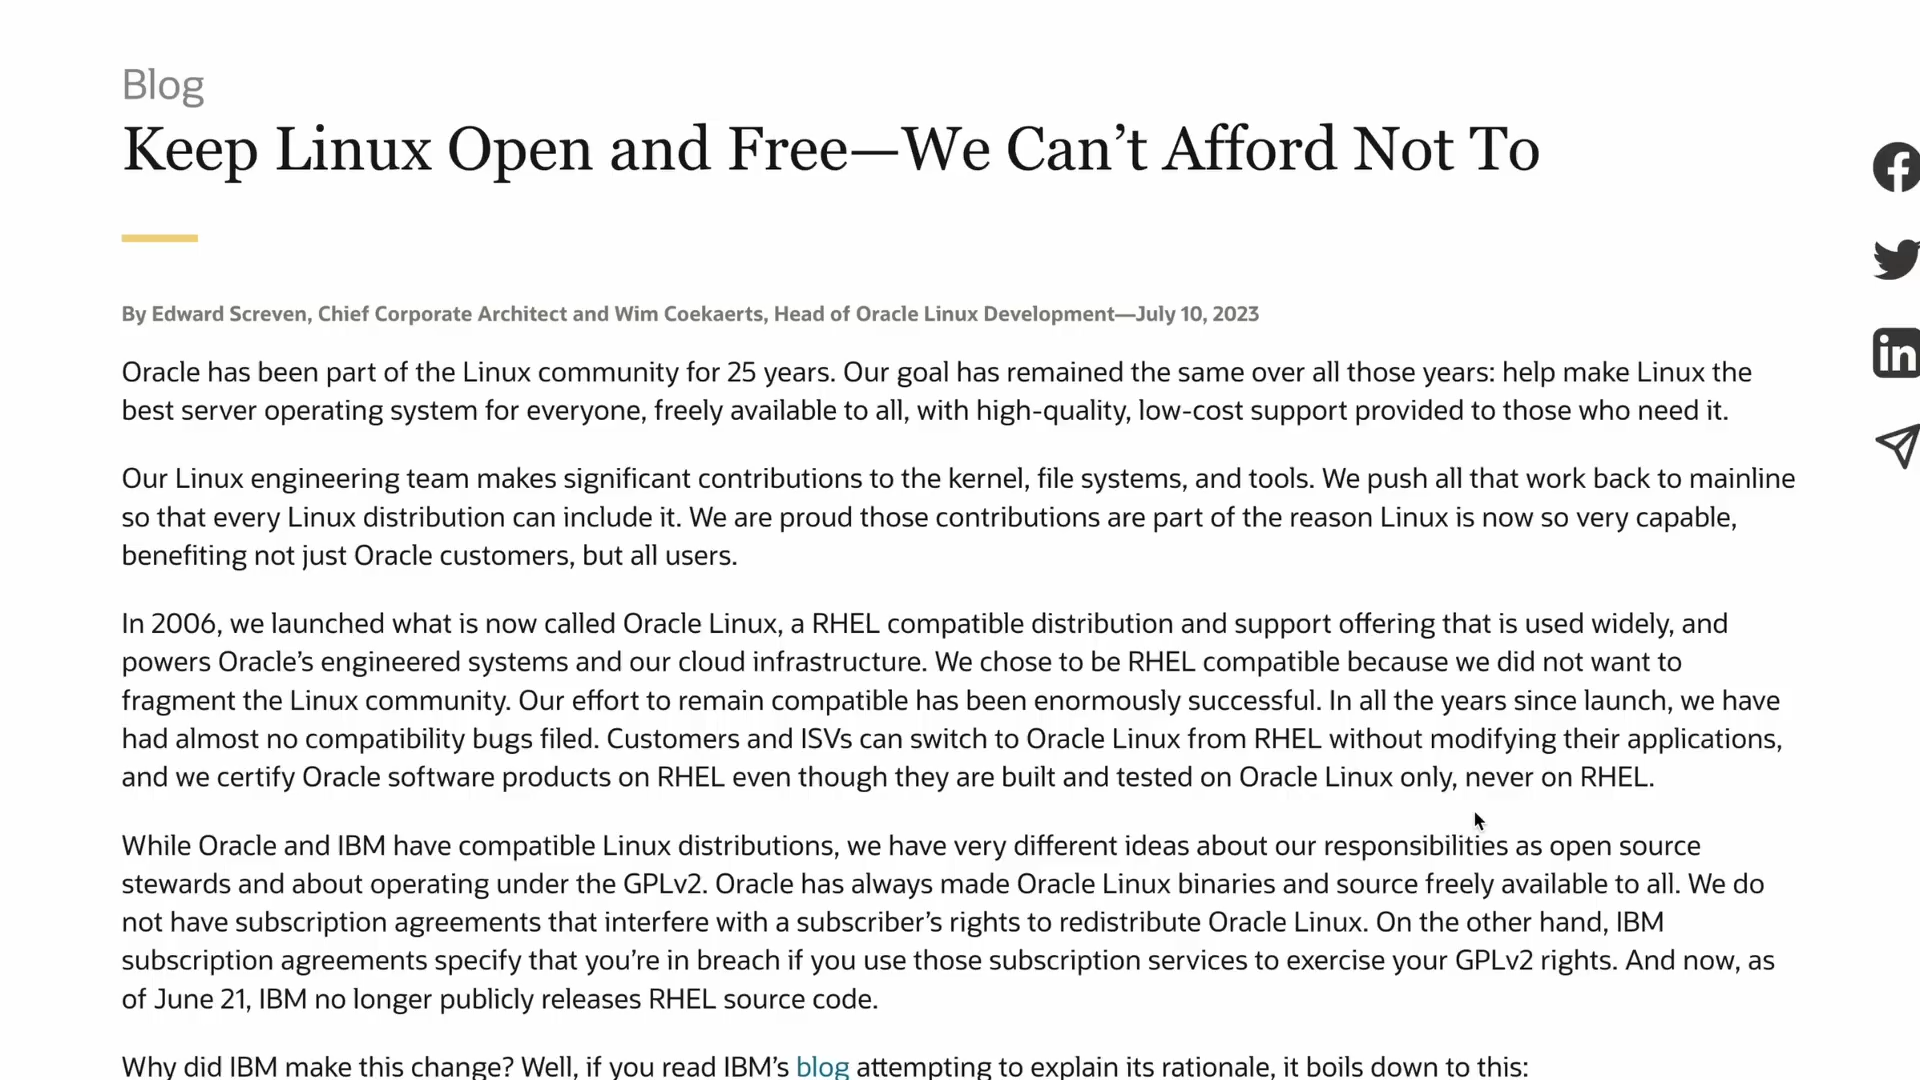 Blog
Keep Linux Open and Free—We Can’t Afford Not To
By Edward Screven, Chief Corporate Architect and Wim Coekaerts, Head of Oracle Linux Development—July 10, 2023
Oracle has been part of the Linux community for 25 years. Our goal has remained the same over all those years: help make Linux the
best server operating system for everyone, freely available to all, with high-quality, low-cost support provided to those who need it.
Our Linux engineering team makes significant contributions to the kernel, file systems, and tools. We push all that work back to mainline
so that every Linux distribution can include it. We are proud those contributions are part of the reason Linux is now so very capable,
benefiting not just Oracle customers, but all users.
In 2006, we launched what is now called Oracle Linux, a RHEL compatible distribution and support offering that is used widely, and
powers Oracle’s engineered systems and our cloud infrastructure. We chose to be RHEL compatible because we did not want to
fragment the Linux community. Our effort to remain compatible has been enormously successful. In all the years since launch, we have
had almost no compatibility bugs filed. Customers and ISVs can switch to Oracle Linux from RHEL without modifying their applications,
and we certify Oracle software products on RHEL even though they are built and tested on Oracle Linux only, never on RHEL.
While Oracle and IBM have compatible Linux distributions, we have very different ideas about our responsibilities as open source
stewards and about operating under the GPLv2. Oracle has always made Oracle Linux binaries and source freely available to all. We do
not have subscription agreements that interfere with a subscriber’s rights to redistribute Oracle Linux. On the other hand, IBM
subscription agreements specify that you’re in breach if you use those subscription services to exercise your GPLv2 rights. And now, as
of June 21, IBM no longer publicly releases RHEL source code.
Why did IBM make this change? Well, if you read IBM’s blog attempting to explain its rationale, it boils down to this: